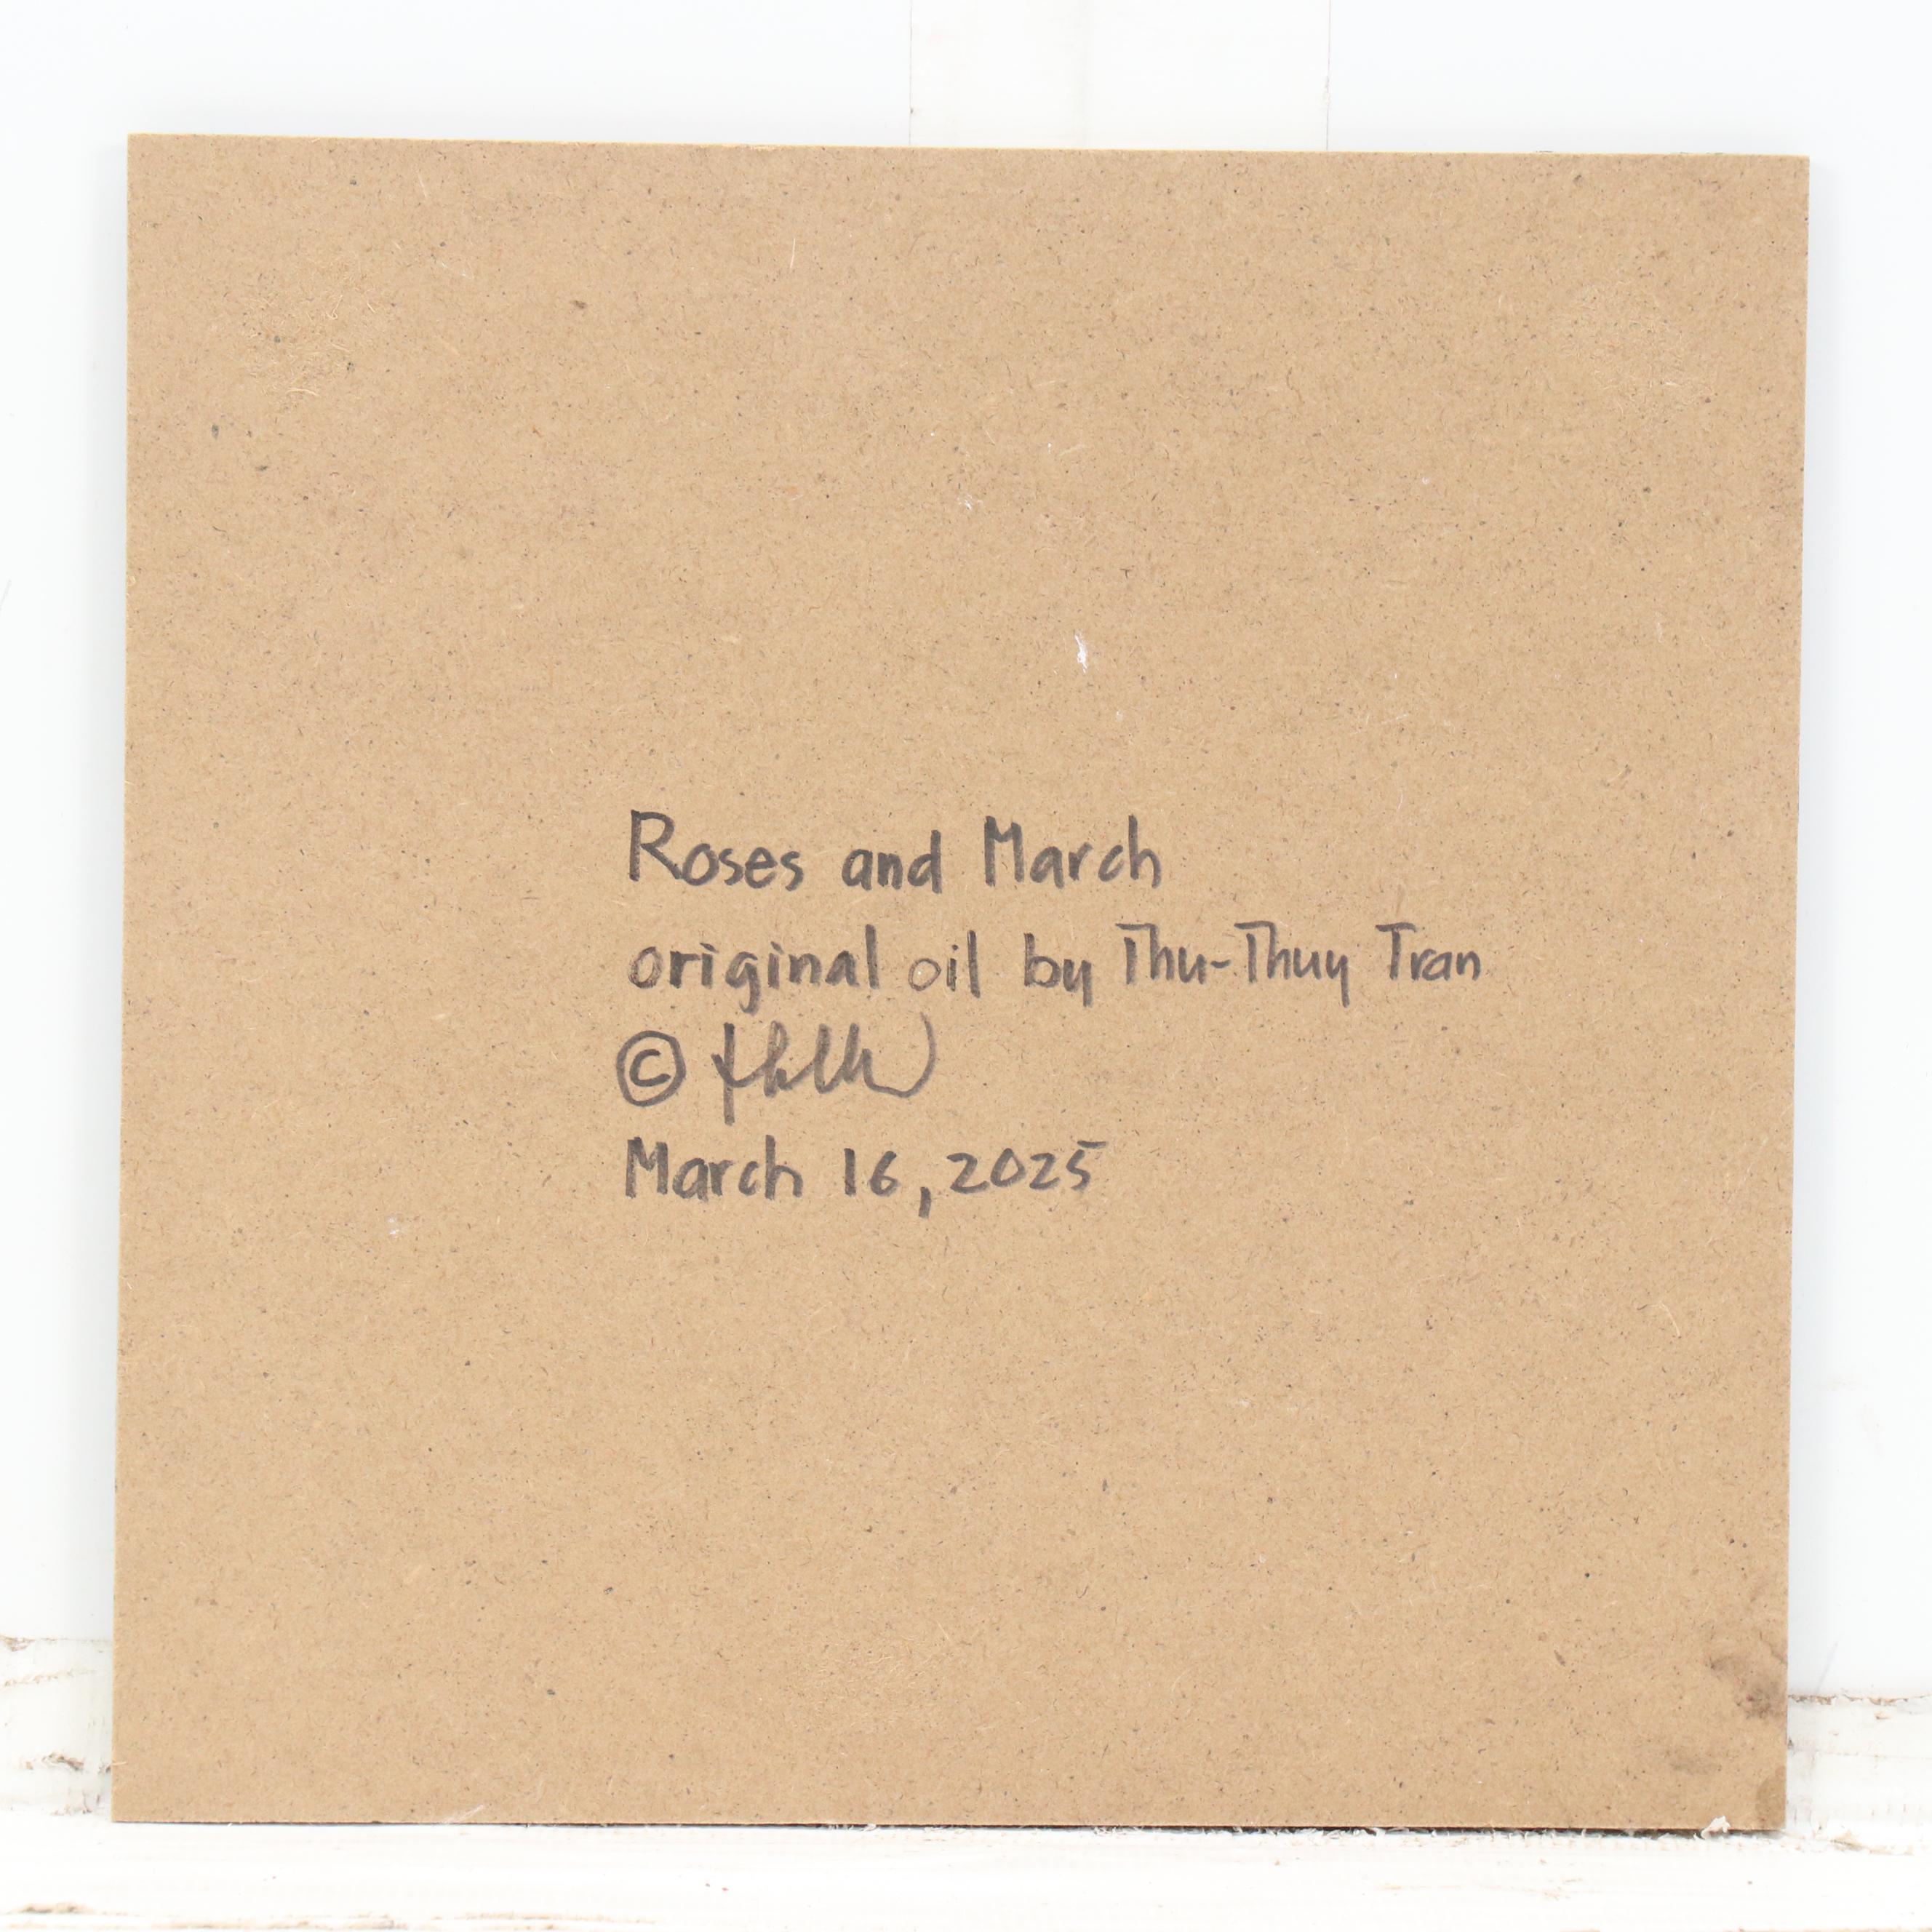 Roses and March
original oil by Thu-Thuy Tran
©
March 16, 2025